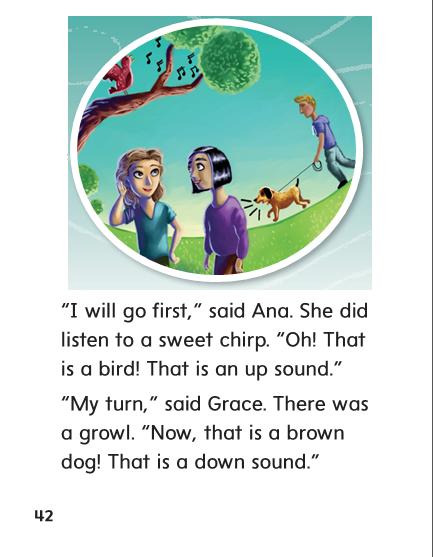 “I will go first,” said Ana. She did
listen to a sweet chirp. “Oh! That
is a bird! That is an up sound.”
“My turn,” said Grace. There was
a growl. “Now, that is a brown
dog! That is a down sound.”
42